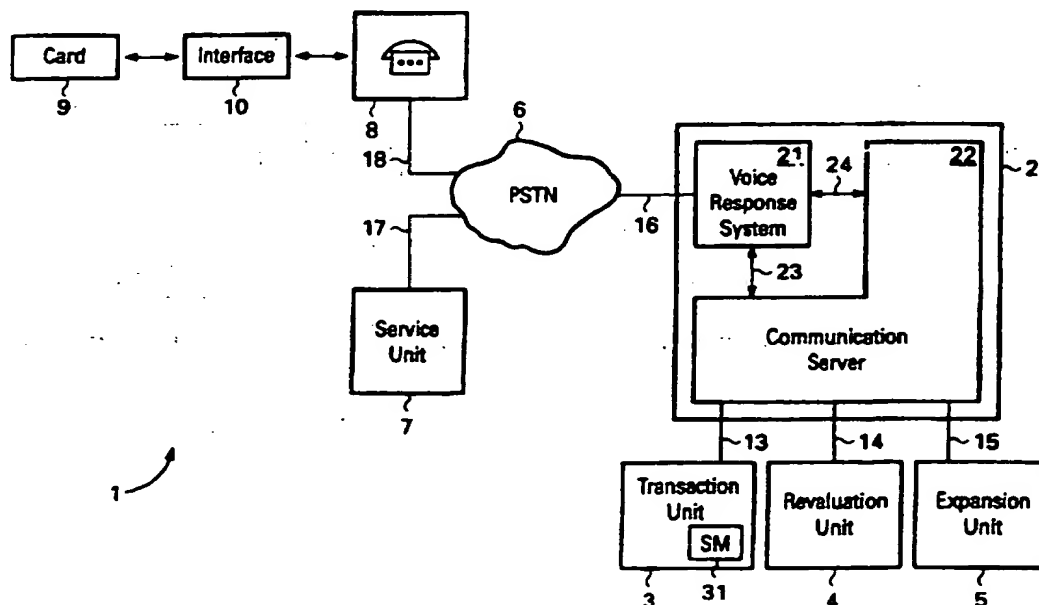 Card
9
Interface
10
8
18
6
PSTN
17
16
Service
Unit
7
1
21
Voice
Response
System
22
24
23
2
Communication
Server
13
14
15
Transaction
Unit
SM
31
3
Revaluation
Unit
4
Expansion
Unit
5